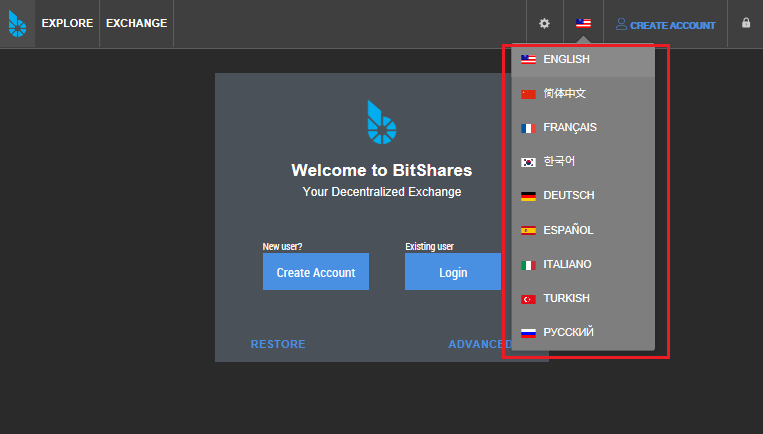 EXPLORE
EXCHANGE
CREATE ACCOUNT
ENGLISH
简体中文
FRANÇAIS
한국어
DEUTSCH
ESPAÑOL
ITALIANO
TURKISH
РУССКИЙ
Welcome to BitShares
Your Decentralized Exchange
New user?
Existing user
Create Account
Login
RESTORE
ADVANCED